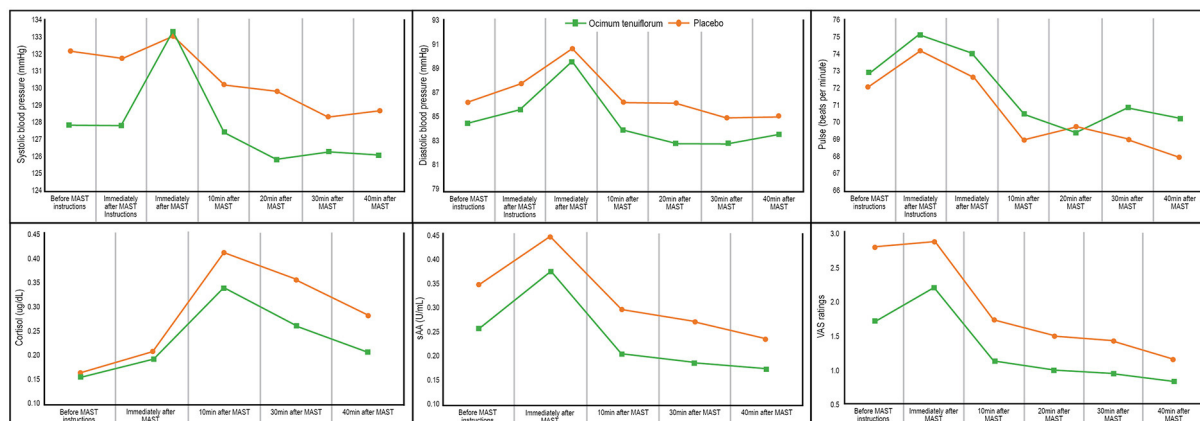 Ocimum tenuiflorum
Placebo
Systolic blood pressure (mmHg)
134
133
132
131
130
129
128
126
125
124
Before MAST
instructions
Immediately
after MAST
Instructions
Immediately
after MAST
10min after
MAST
20min after
MAST
30min after
MAST
40min after
MAST
Diastolic blood pressure (mmHg)
93
91
89
87
85
83
81
79
Before MAST
instructions
Immediately
after MAST
Instructions
Immediately
after MAST
10min after
MAST
20min after
MAST
30min after
MAST
40min after
MAST
Pulse (beats per minute)
76
75
74
73
72
71
70
69
68
67
66
Before MAST
instructions
Immediately
after MAST
Instructions
Immediately
after MAST
10min after
MAST
20min after
MAST
30min after
MAST
40min after
MAST
Cortisol (ug/dL)
0.45
0.40
0.35
0.30
0.25
0.20
0.15
0.10
Before MAST
instructions
Immediately after
MAST
10min after
MAST
30min after
MAST
40min after
MAST
sAA (U/mL)
0.45
0.40
0.35
0.30
0.25
0.20
0.15
0.10
Before MAST
instructions
Immediately after
MAST
10min after
MAST
30min after
MAST
40min after
MAST
VAS ratings
3.0
2.5
2.0
1.5
1.0
0.5
Before MAST
instructions
Immediately
after MAST
10min after
MAST
20min after
MAST
30min after
MAST
40min after
MAST